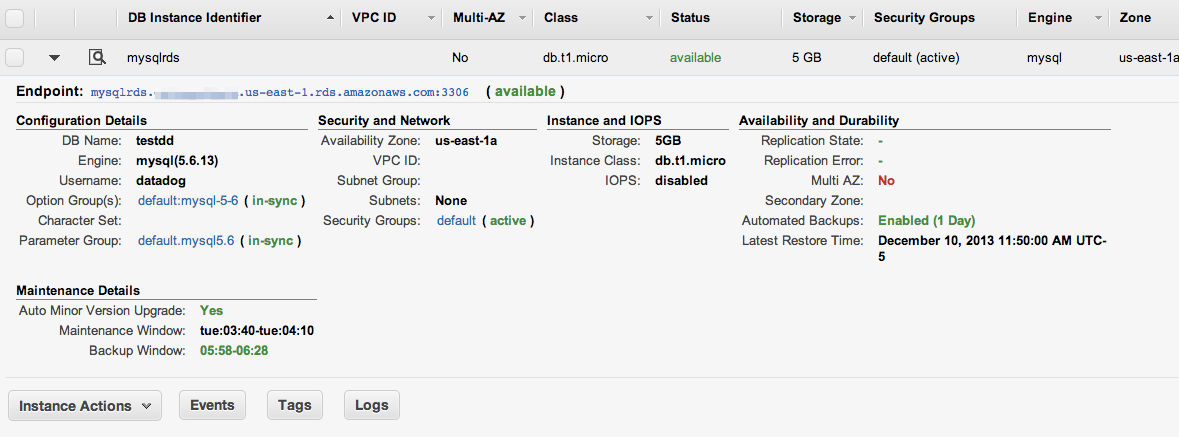 DB Instance Identifier VPC ID Multi-AZ Class Status Storage Security Groups Engine Zone
mysqlrds No db.t1.micro available 5 GB default (active) mysql us-east-1a
Endpoint: mysqlrds. .us-east-1.rds.amazonaws.com:3306 ( available )
Configuration Details Security and Network Instance and IOPS Availability and Durability
DB Name: testdd Availability Zone: us-east-1a Storage: 5GB Replication State: -
Engine: mysql(5.6.13) VPC ID: Instance Class: db.t1.micro Replication Error: -
Username: datadog Subnet Group: IOPS: disabled Multi AZ: No
Option Group(s): default:mysql-5-6 ( in-sync ) Subnets: None Secondary Zone:
Character Set: Security Groups: default ( active ) Automated Backups: Enabled (1 Day)
Parameter Group: default.mysql5.6 ( in-sync ) Latest Restore Time: December 10, 2013 11:50:00 AM UTC-
5
Maintenance Details
Auto Minor Version Upgrade: Yes
Maintenance Window: tue:03:40-tue:04:10
Backup Window: 05:58-06:28
Instance Actions Events Tags Logs